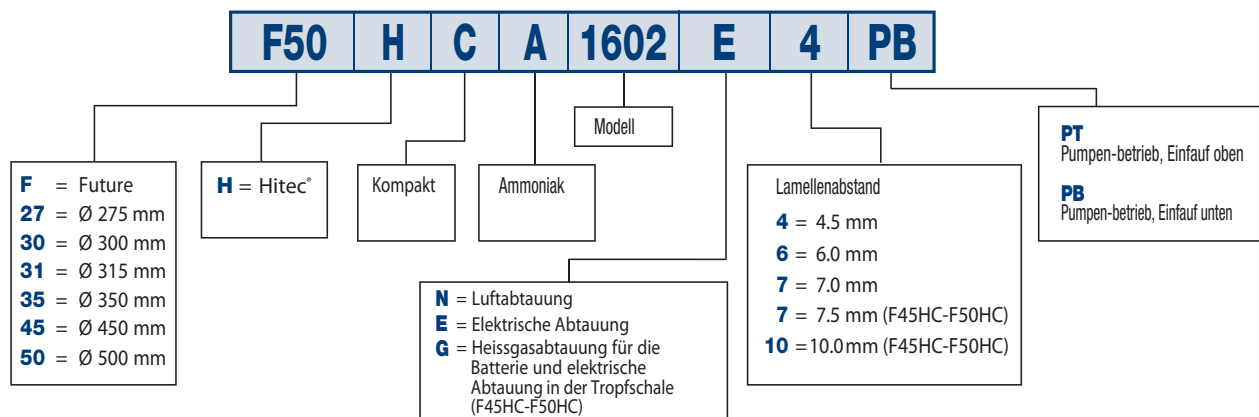 F50 H C A 1602 E 4 PB
F = Future
27 = Ø 275 mm
30 = Ø 300 mm
31 = Ø 315 mm
35 = Ø 350 mm
45 = Ø 450 mm
50 = Ø 500 mm
H = Hitec®
Kompakt
Ammoniak
Modell
N = Luftabtauung
E = Elektrische Abtauung
G = Heissgasabtauung für die
Batterie und elektrische
Abtauung in der Tropfschale
(F45HC-F50HC)
Lamellenabstand
4 = 4.5 mm
6 = 6.0 mm
7 = 7.0 mm
7 = 7.5 mm (F45HC-F50HC)
10 =10.0 mm (F45HC-F50HC)
PT
Pumpen-betrieb, Einfauf oben
PB
Pumpen-betrieb, Einfauf unten